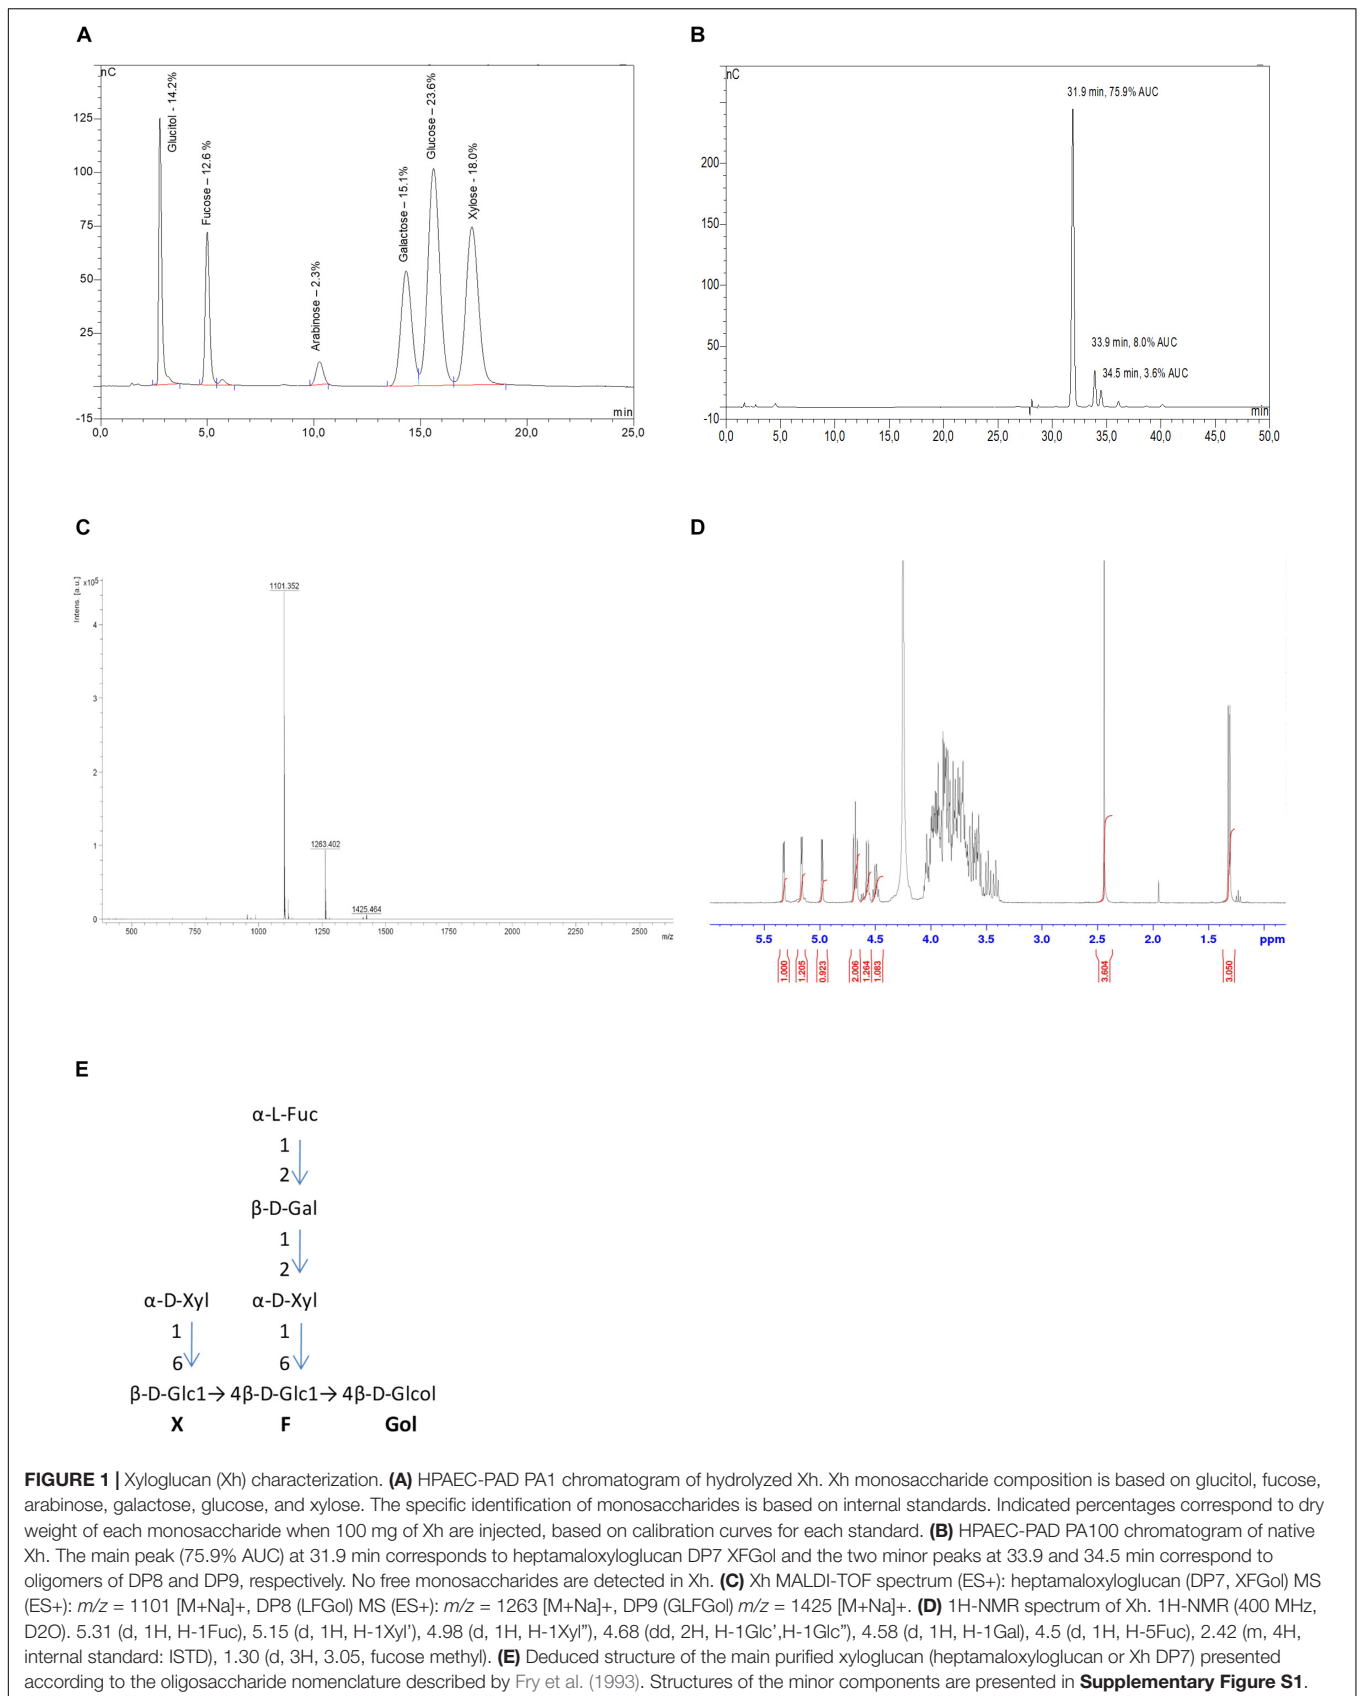 A
nC
125
100
75
50
25
-15
Glucitol - 14.2%
Fucose – 12.6 %
Arabinose – 2.3%
Galactose – 15.1%
Glucose – 23.6%
Xylose - 18.0%
min
0,0 5,0 10,0 15,0 20,0 25,0
B
nC
200
150
100
50
-10
31.9 min, 75.9% AUC
33.9 min, 8.0% AUC
34.5 min, 3.6% AUC
min
0,0 5,0 10,0 15,0 20,0 25,0 30,0 35,0 40,0 45,0 50,0
C
Intens. [a.u.]
x10⁵
4
3
2
1
0
1101.352
1263.402
1425.464
500 750 1000 1250 1500 1750 2000 2250 2500
m/z
D
5.5 5.0 4.5 4.0 3.5 3.0 2.5 2.0 1.5 ppm
1.000
1.205
0.923
2.006
1.264
1.083
3.604
3.050
E
α-L-Fuc
1
2
β-D-Gal
1
2
α-D-Xyl α-D-Xyl
1 1
6 6
β-D-Glc1→ 4β-D-Glc1→ 4β-D-Glcol
X F Gol
FIGURE 1 | Xyloglucan (Xh) characterization. (A) HPAEC-PAD PA1 chromatogram of hydrolyzed Xh. Xh monosaccharide composition is based on glucitol, fucose,
arabinose, galactose, glucose, and xylose. The specific identification of monosaccharides is based on internal standards. Indicated percentages correspond to dry
weight of each monosaccharide when 100 mg of Xh are injected, based on calibration curves for each standard. (B) HPAEC-PAD PA100 chromatogram of native
Xh. The main peak (75.9% AUC) at 31.9 min corresponds to heptamaloxyloglucan DP7 XFGol and the two minor peaks at 33.9 and 34.5 min correspond to
oligomers of DP8 and DP9, respectively. No free monosaccharides are detected in Xh. (C) Xh MALDI-TOF spectrum (ES+): heptamaloxyloglucan (DP7, XFGol) MS
(ES+): m/z = 1101 [M+Na]+, DP8 (LFGol) MS (ES+): m/z = 1263 [M+Na]+, DP9 (GLFGol) m/z = 1425 [M+Na]+. (D) 1H-NMR spectrum of Xh. 1H-NMR (400 MHz,
D2O). 5.31 (d, 1H, H-1Fuc), 5.15 (d, 1H, H-1Xyl’), 4.98 (d, 1H, H-1Xyl”), 4.68 (dd, 2H, H-1Glc’,H-1Glc”), 4.58 (d, 1H, H-1Gal), 4.5 (d, 1H, H-5Fuc), 2.42 (m, 4H,
internal standard: ISTD), 1.30 (d, 3H, 3.05, fucose methyl). (E) Deduced structure of the main purified xyloglucan (heptamaloxyloglucan or Xh DP7) presented
according to the oligosaccharide nomenclature described by Fry et al. (1993). Structures of the minor components are presented in Supplementary Figure S1.